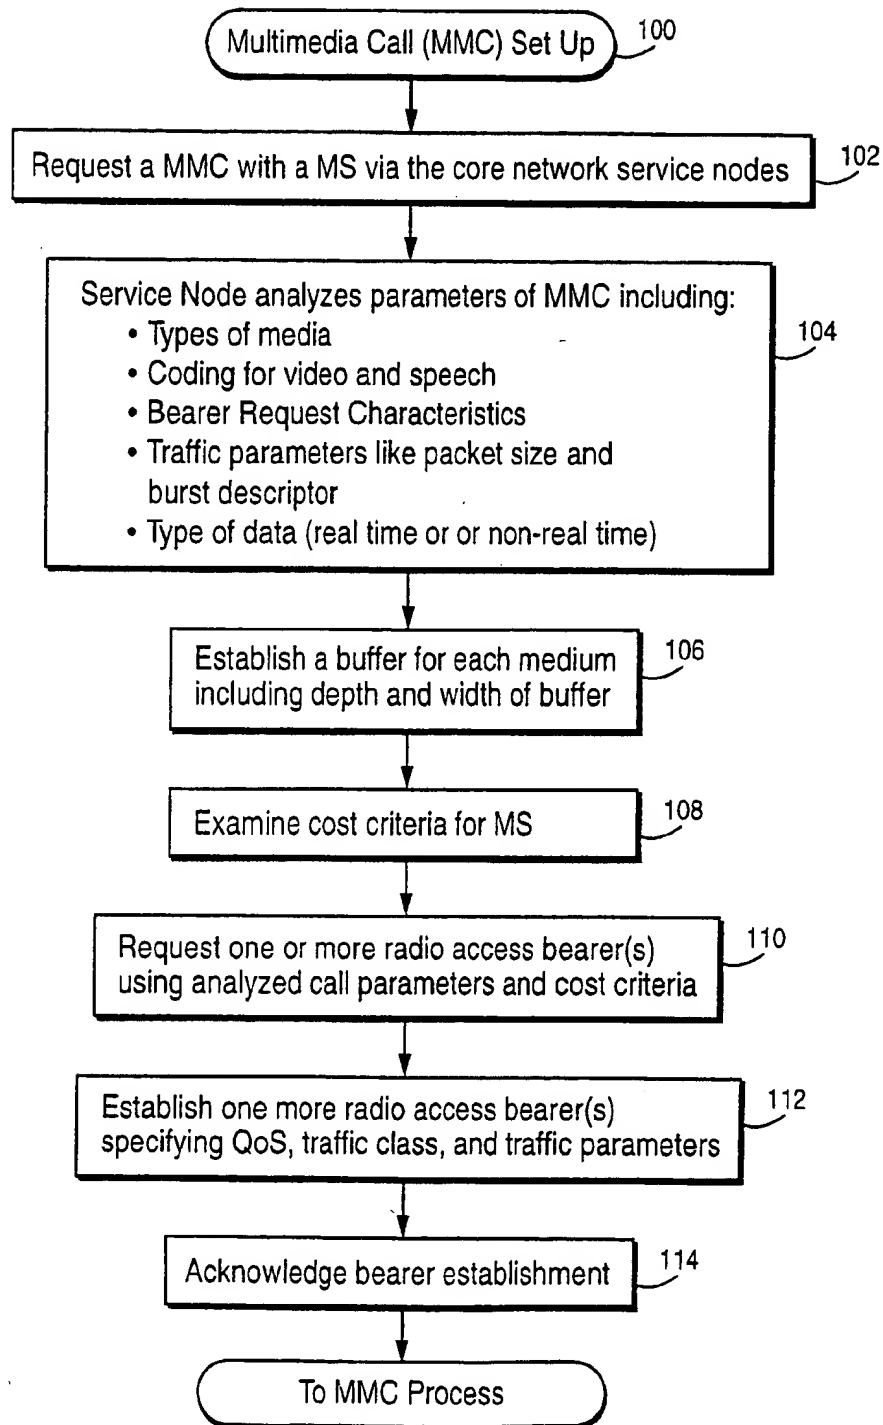 Multimedia Call (MMC) Set Up
100
Request a MMC with a MS via the core network service nodes
102
Service Node analyzes parameters of MMC including:
• Types of media
• Coding for video and speech
• Bearer Request Characteristics
• Traffic parameters like packet size and
burst descriptor
• Type of data (real time or or non-real time)
104
Establish a buffer for each medium
including depth and width of buffer
106
Examine cost criteria for MS
108
Request one or more radio access bearer(s)
using analyzed call parameters and cost criteria
110
Establish one more radio access bearer(s)
specifying QoS, traffic class, and traffic parameters
112
Acknowledge bearer establishment
114
To MMC Process